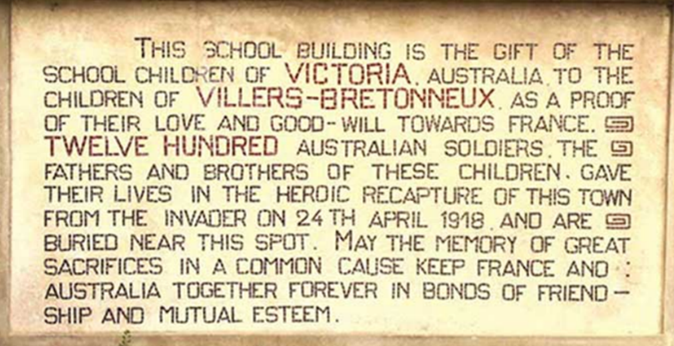 THIS SCHOOL BUILDING IS THE GIFT OF THE
SCHOOL CHILDREN OF VICTORIA, AUSTRALIA, TO THE
CHILDREN OF VILLERS-BRETONNEUX, AS A PROOF
OF THEIR LOVE AND GOOD-WILL TOWARDS FRANCE.
TWELVE HUNDRED AUSTRALIAN SOLDIERS, THE
FATHERS AND BROTHERS OF THESE CHILDREN, GAVE
THEIR LIVES IN THE HEROIC RECAPTURE OF THIS TOWN
FROM THE INVADER ON 24TH APRIL 1918, AND ARE
BURIED NEAR THIS SPOT. MAY THE MEMORY OF GREAT
SACRIFICES IN A COMMON CAUSE KEEP FRANCE AND
AUSTRALIA TOGETHER FOREVER IN BONDS OF FRIEND-
SHIP AND MUTUAL ESTEEM.